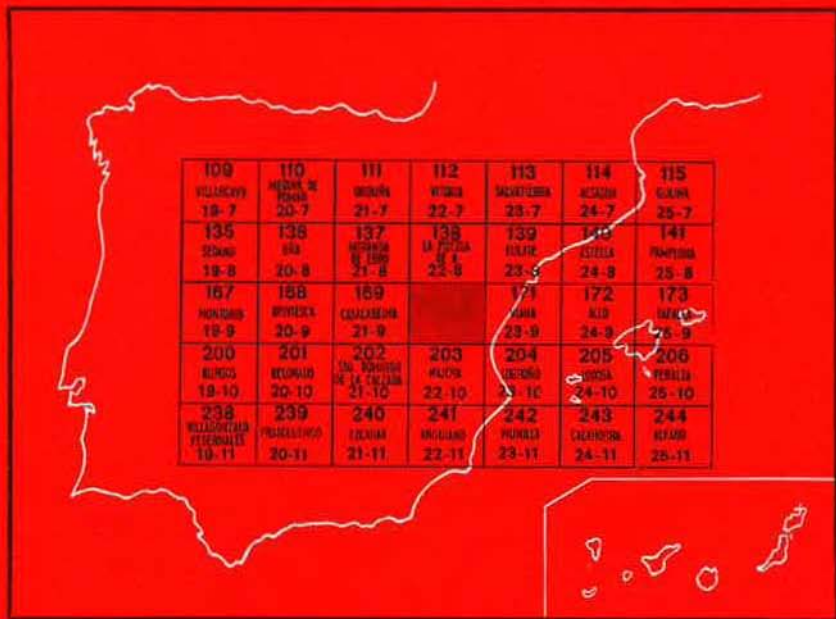 109 110 111 112 113 114 115
VILLARCAYO MEDINA DE POMAR ORDUÑA VITORIA SALVATIERRA ALSASUA GULINA
19-7 20-7 21-7 22-7 23-7 24-7 25-7
135 136 137 138 139 140 141
SEDANO OÑA MIRANDA DE EBRO LA PUEBLA DE A. EULATE ESTELLA PAMPLONA
19-8 20-8 21-8 22-8 23-8 24-8 25-8
167 168 169 171 172 173
MONTORIO BRIVIESCA CASALARREINA VIANA ALLO TAFALLA
19-9 20-9 21-9 23-9 24-9 25-9
200 201 202 203 204 205 206
BURGOS BELORADO STO. DOMINGO DE LA CALZADA NAJERA LOGROÑO LODOSA PERALTA
19-10 20-10 21-10 22-10 23-10 24-10 25-10
238 239 240 241 242 243 244
VILLAGONZALO PEDERNALES PRADOLUENGO EZCARAY ANGUIANO MUNILLA CALAHORRA ALFARO
19-11 20-11 21-11 22-11 23-11 24-11 25-11